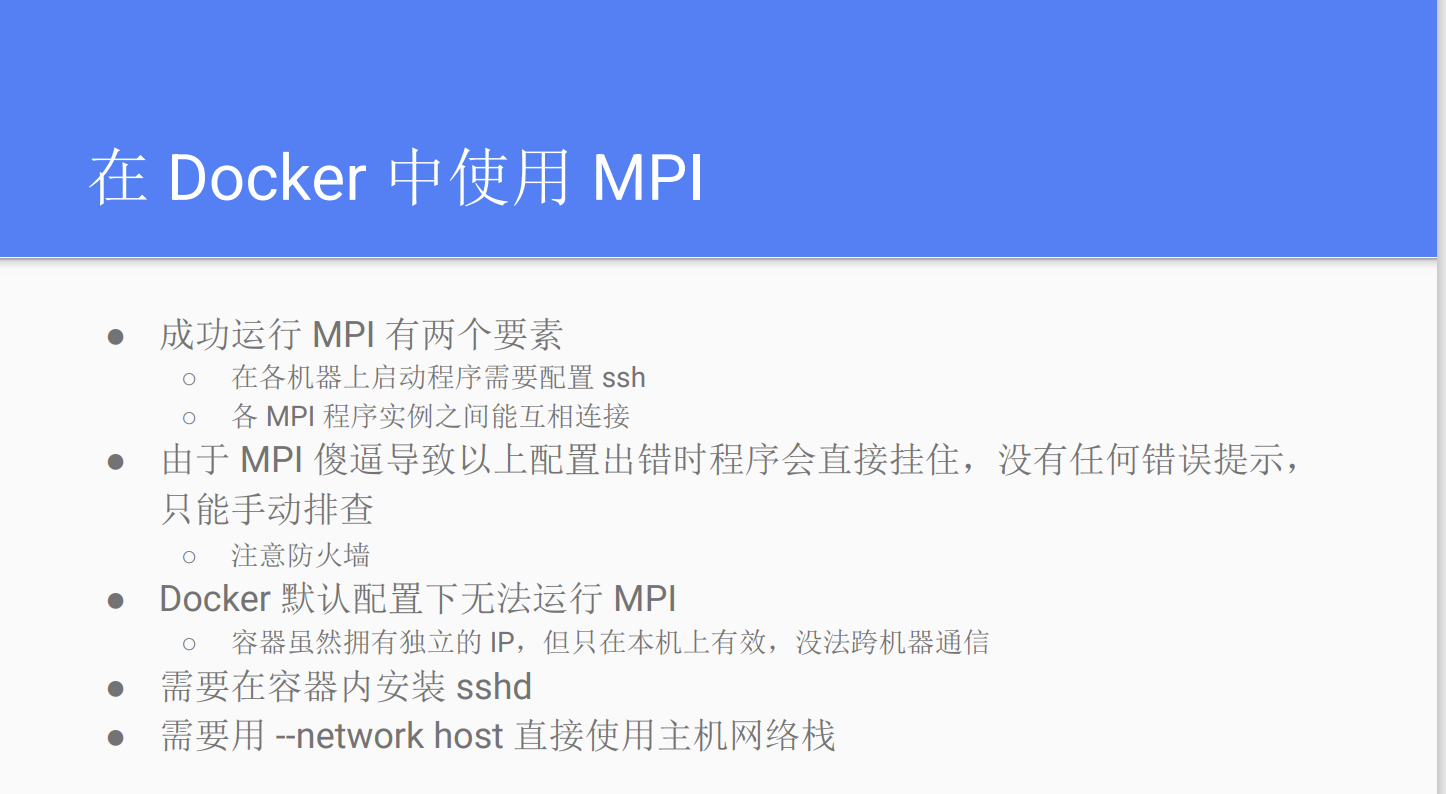 在 Docker 中使用 MPI
● 成功运行 MPI 有两个要素
○ 在各机器上启动程序需要配置 ssh
○ 各 MPI 程序实例之间能互相连接
● 由于 MPI 傻逼导致以上配置出错时程序会直接挂住，没有任何错误提示，
只能手动排查
○ 注意防火墙
● Docker 默认配置下无法运行 MPI
○ 容器虽然拥有独立的 IP，但只在本机上有效，没法跨机器通信
● 需要在容器内安装 sshd
● 需要用 --network host 直接使用主机网络栈